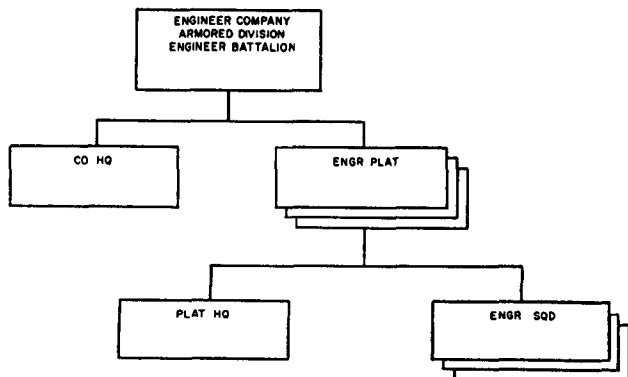 ENGINEER COMPANY
ARMORED DIVISION
ENGINEER BATTALION
CO HQ
ENGR PLAT
PLAT HQ
ENGR SQD